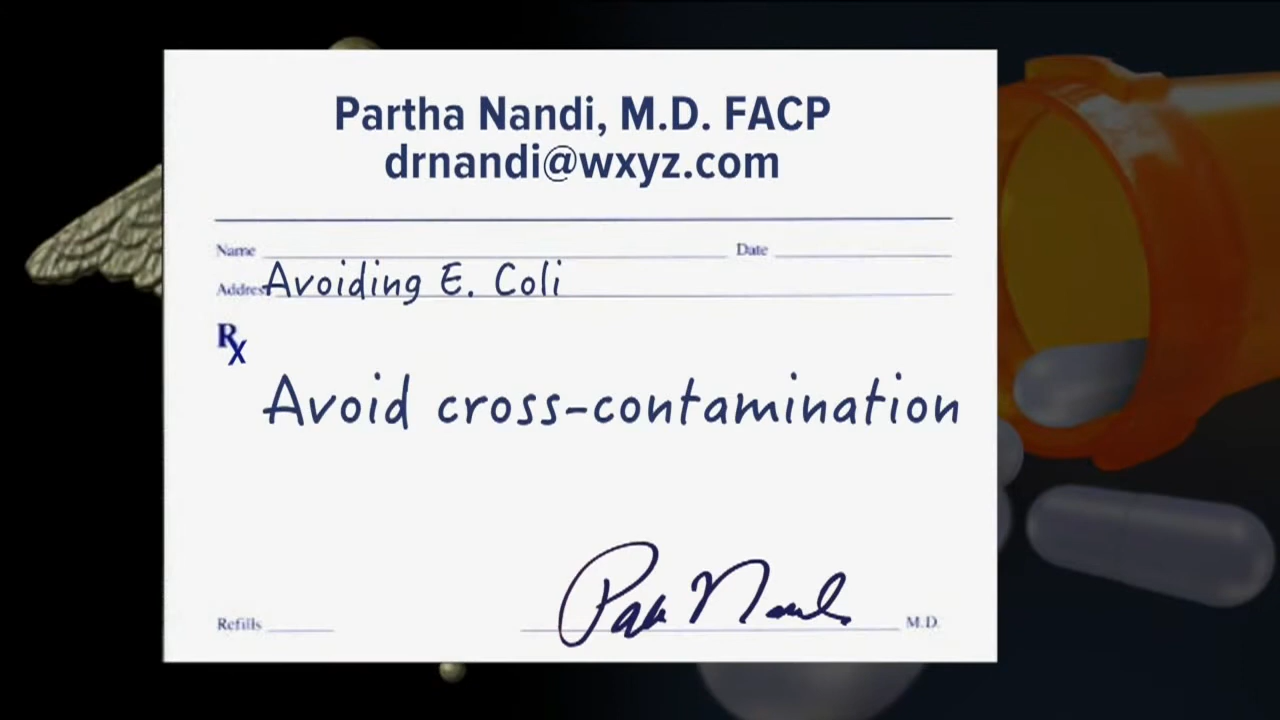 Partha Nandi, M.D. FACP
drnandi@wxyz.com
Name Date
Avoiding E. Coli
Address
Rx
Avoid cross-contamination
Refills M.D.